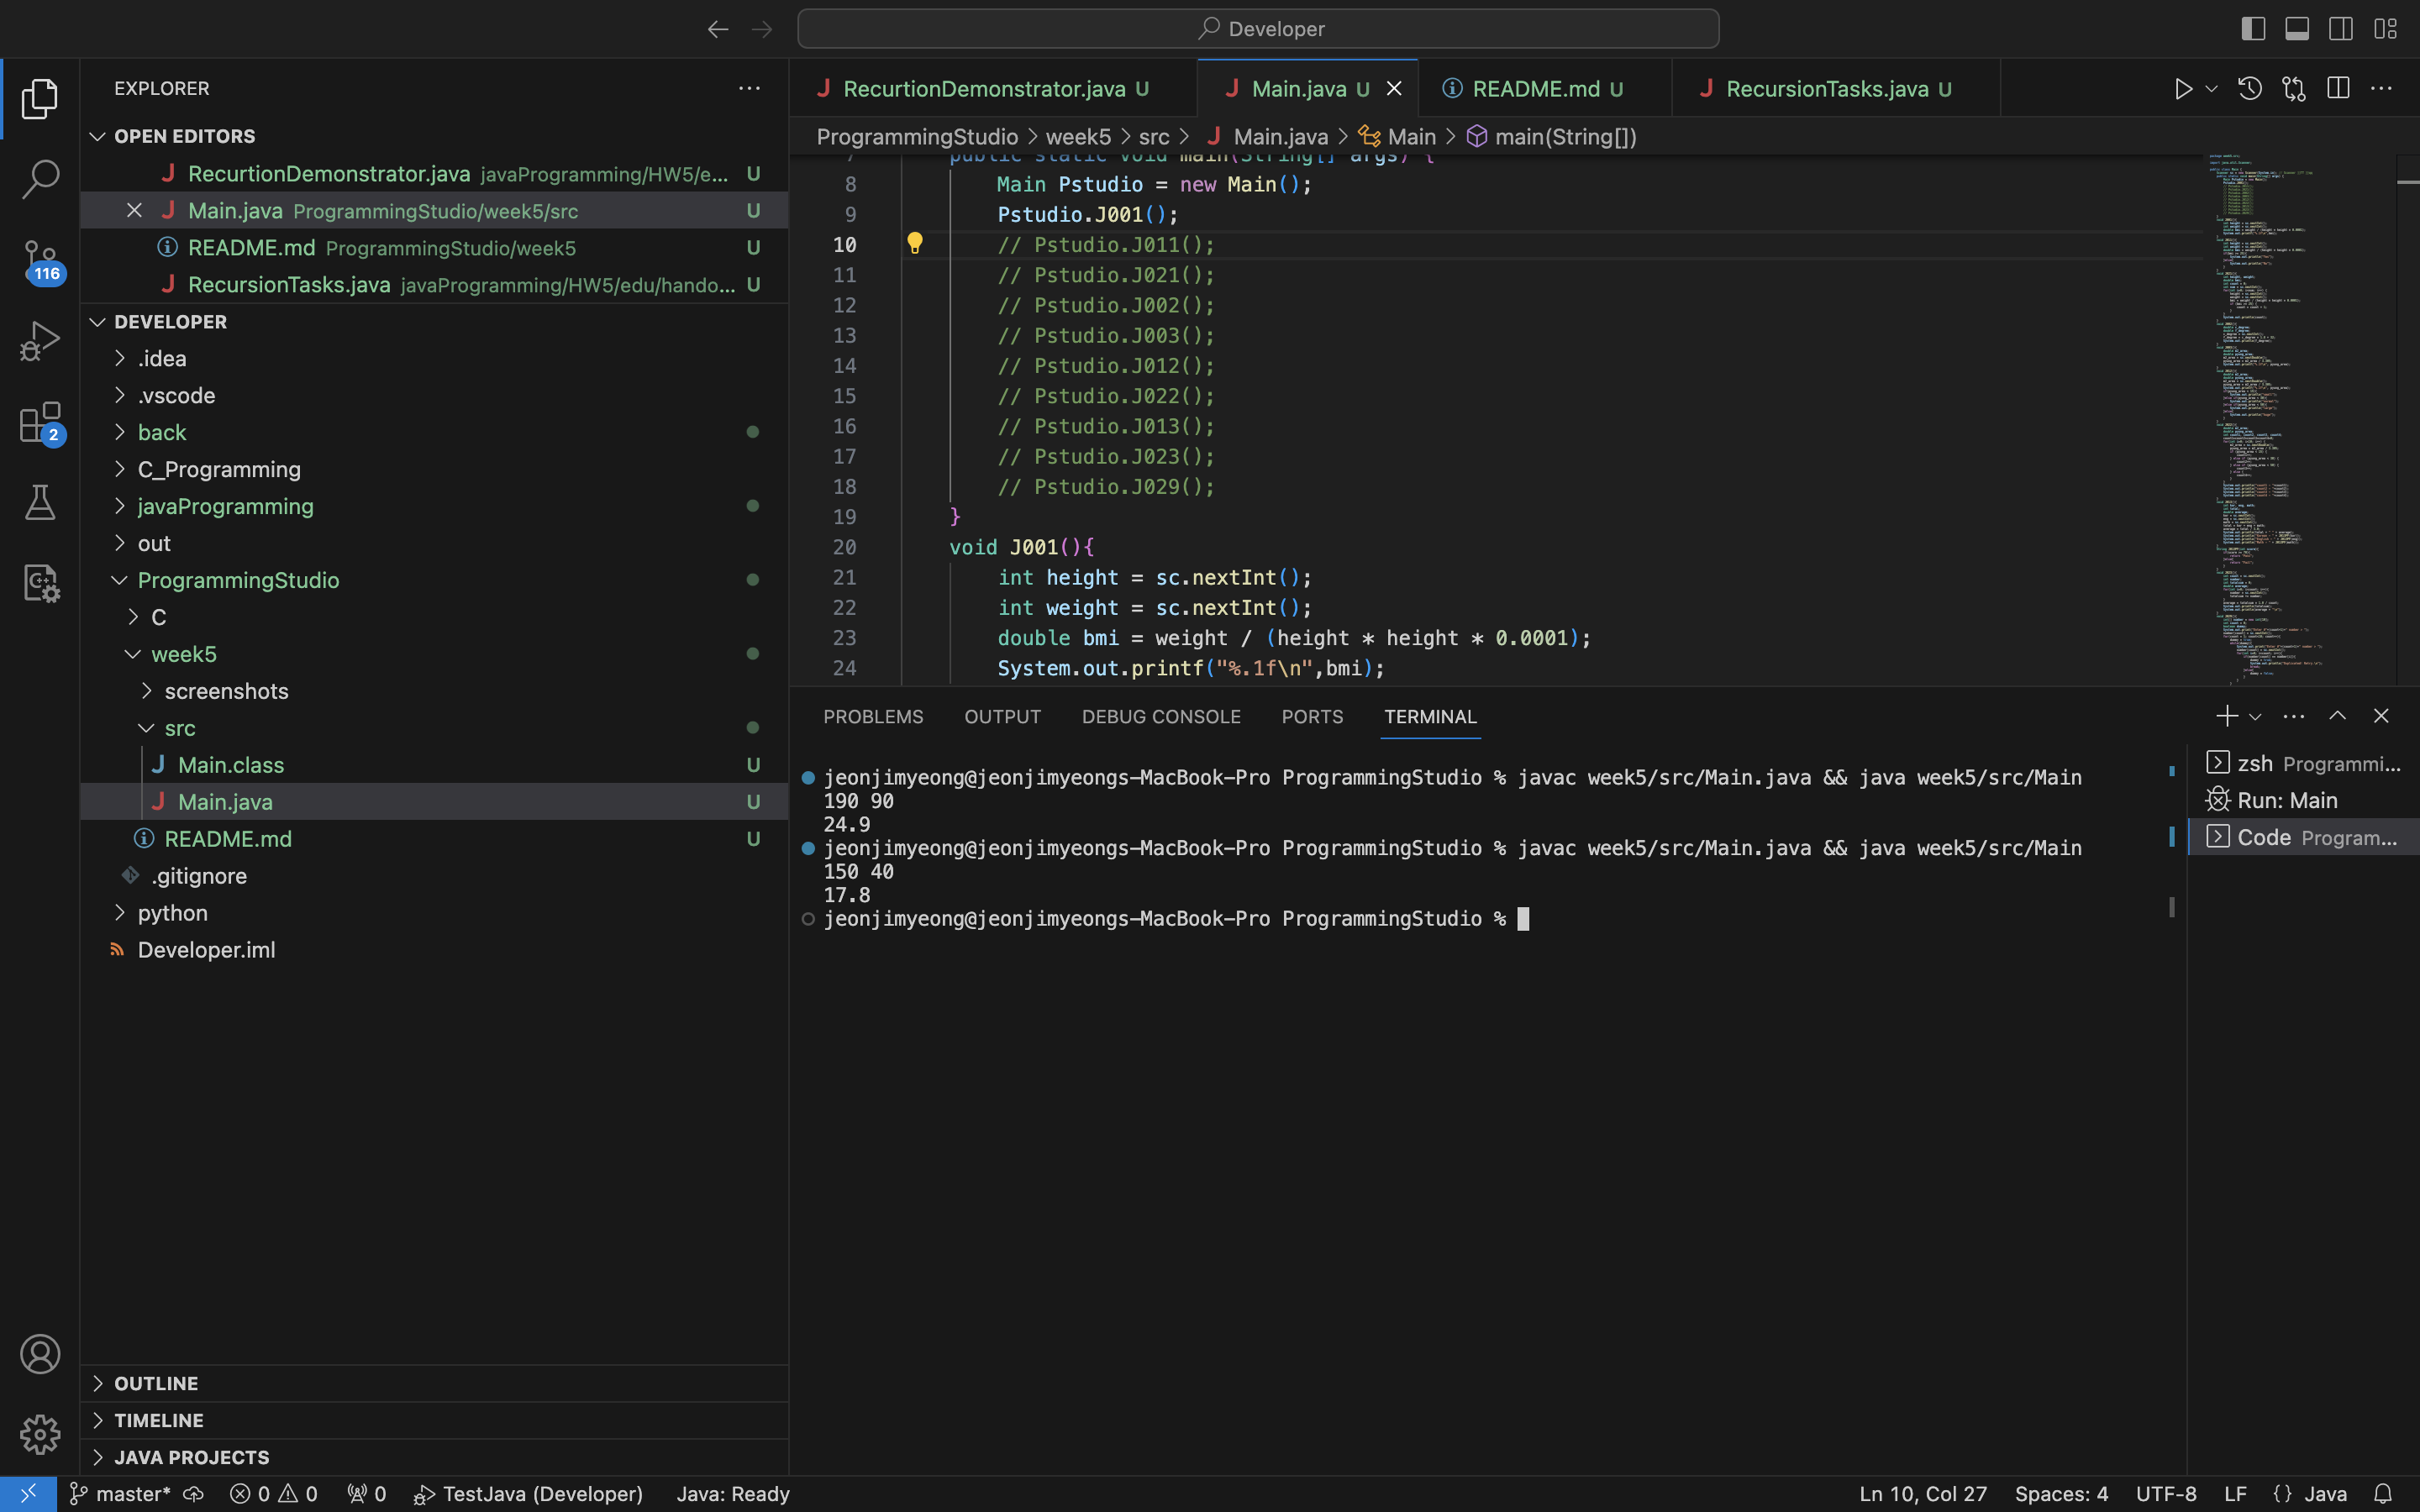 Developer
EXPLORER
OPEN EDITORS
RecurtionDemonstrator.java javaProgramming/HW5/e... U
Main.java ProgrammingStudio/week5/src U
README.md ProgrammingStudio/week5 U
RecursionTasks.java javaProgramming/HW5/edu/hando... U
DEVELOPER
.idea
.vscode
back
C_Programming
javaProgramming
out
ProgrammingStudio
C
week5
screenshots
src
Main.class U
Main.java U
README.md U
.gitignore
python
Developer.iml
OUTLINE
TIMELINE
JAVA PROJECTS
116
2
RecurtionDemonstrator.java U Main.java U README.md U RecursionTasks.java U
ProgrammingStudio > week5 > src > Main.java > Main > main(String[])
7 public static void main(String[] args) {
8 Main Pstudio = new Main();
9 Pstudio.J001();
10 // Pstudio.J011();
11 // Pstudio.J021();
12 // Pstudio.J002();
13 // Pstudio.J003();
14 // Pstudio.J012();
15 // Pstudio.J022();
16 // Pstudio.J013();
17 // Pstudio.J023();
18 // Pstudio.J029();
19 }
20 void J001(){
21 int height = sc.nextInt();
22 int weight = sc.nextInt();
23 double bmi = weight / (height * height * 0.0001);
24 System.out.printf("%.1f\n",bmi);
PROBLEMS OUTPUT DEBUG CONSOLE PORTS TERMINAL
jeonjimyeong@jeonjimyeongs-MacBook-Pro ProgrammingStudio % javac week5/src/Main.java && java week5/src/Main
190 90
24.9
jeonjimyeong@jeonjimyeongs-MacBook-Pro ProgrammingStudio % javac week5/src/Main.java && java week5/src/Main
150 40
17.8
jeonjimyeong@jeonjimyeongs-MacBook-Pro ProgrammingStudio %
zsh Programmi...
Run: Main
Code Program...
master* 0 0 0 TestJava (Developer) Java: Ready
Ln 10, Col 27 Spaces: 4 UTF-8 LF {} Java